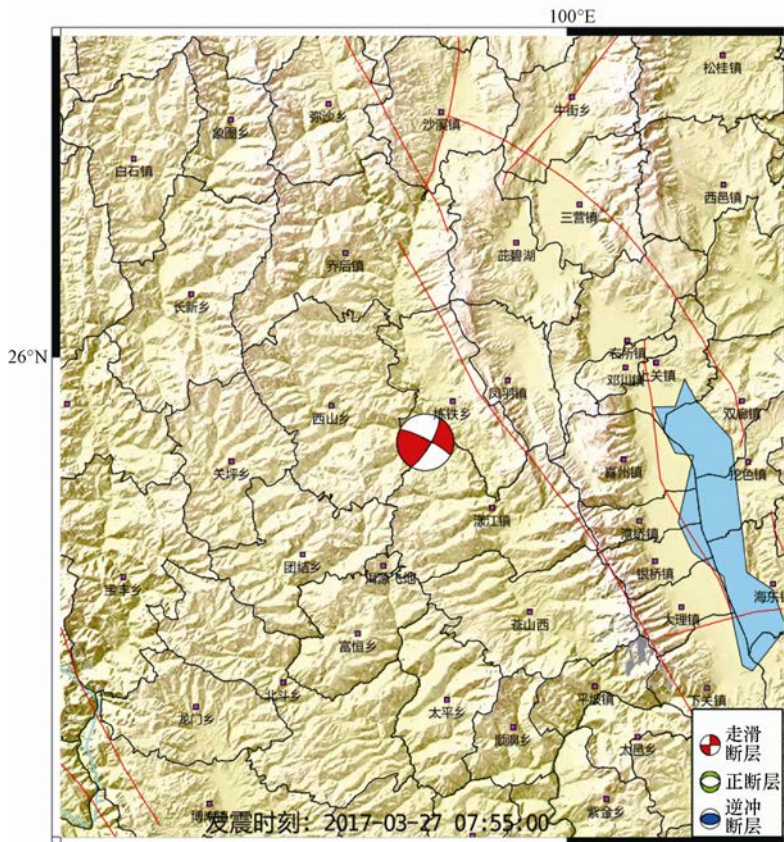 100°E
松桂镇
弥沙乡
牛街乡
沙溪镇
象图乡
白石镇
西邑镇
三营镇
茈碧湖
乔后镇
长新乡
右所镇
26°N
上关镇
邓川镇
凤羽镇
炼铁乡
双廊镇
西山乡
关坪乡
喜州镇
挖色镇
漾江镇
湾桥镇
团结乡
银桥镇
宝丰乡
海东镇
大理镇
苍山西
富恒乡
北斗乡
平坡镇
下关镇
太平乡
龙门乡
顺濞乡
太邑乡
走滑
断层
正断层
紫金乡
逆冲
断层
发震时刻: 2017-03-27 07:55:00